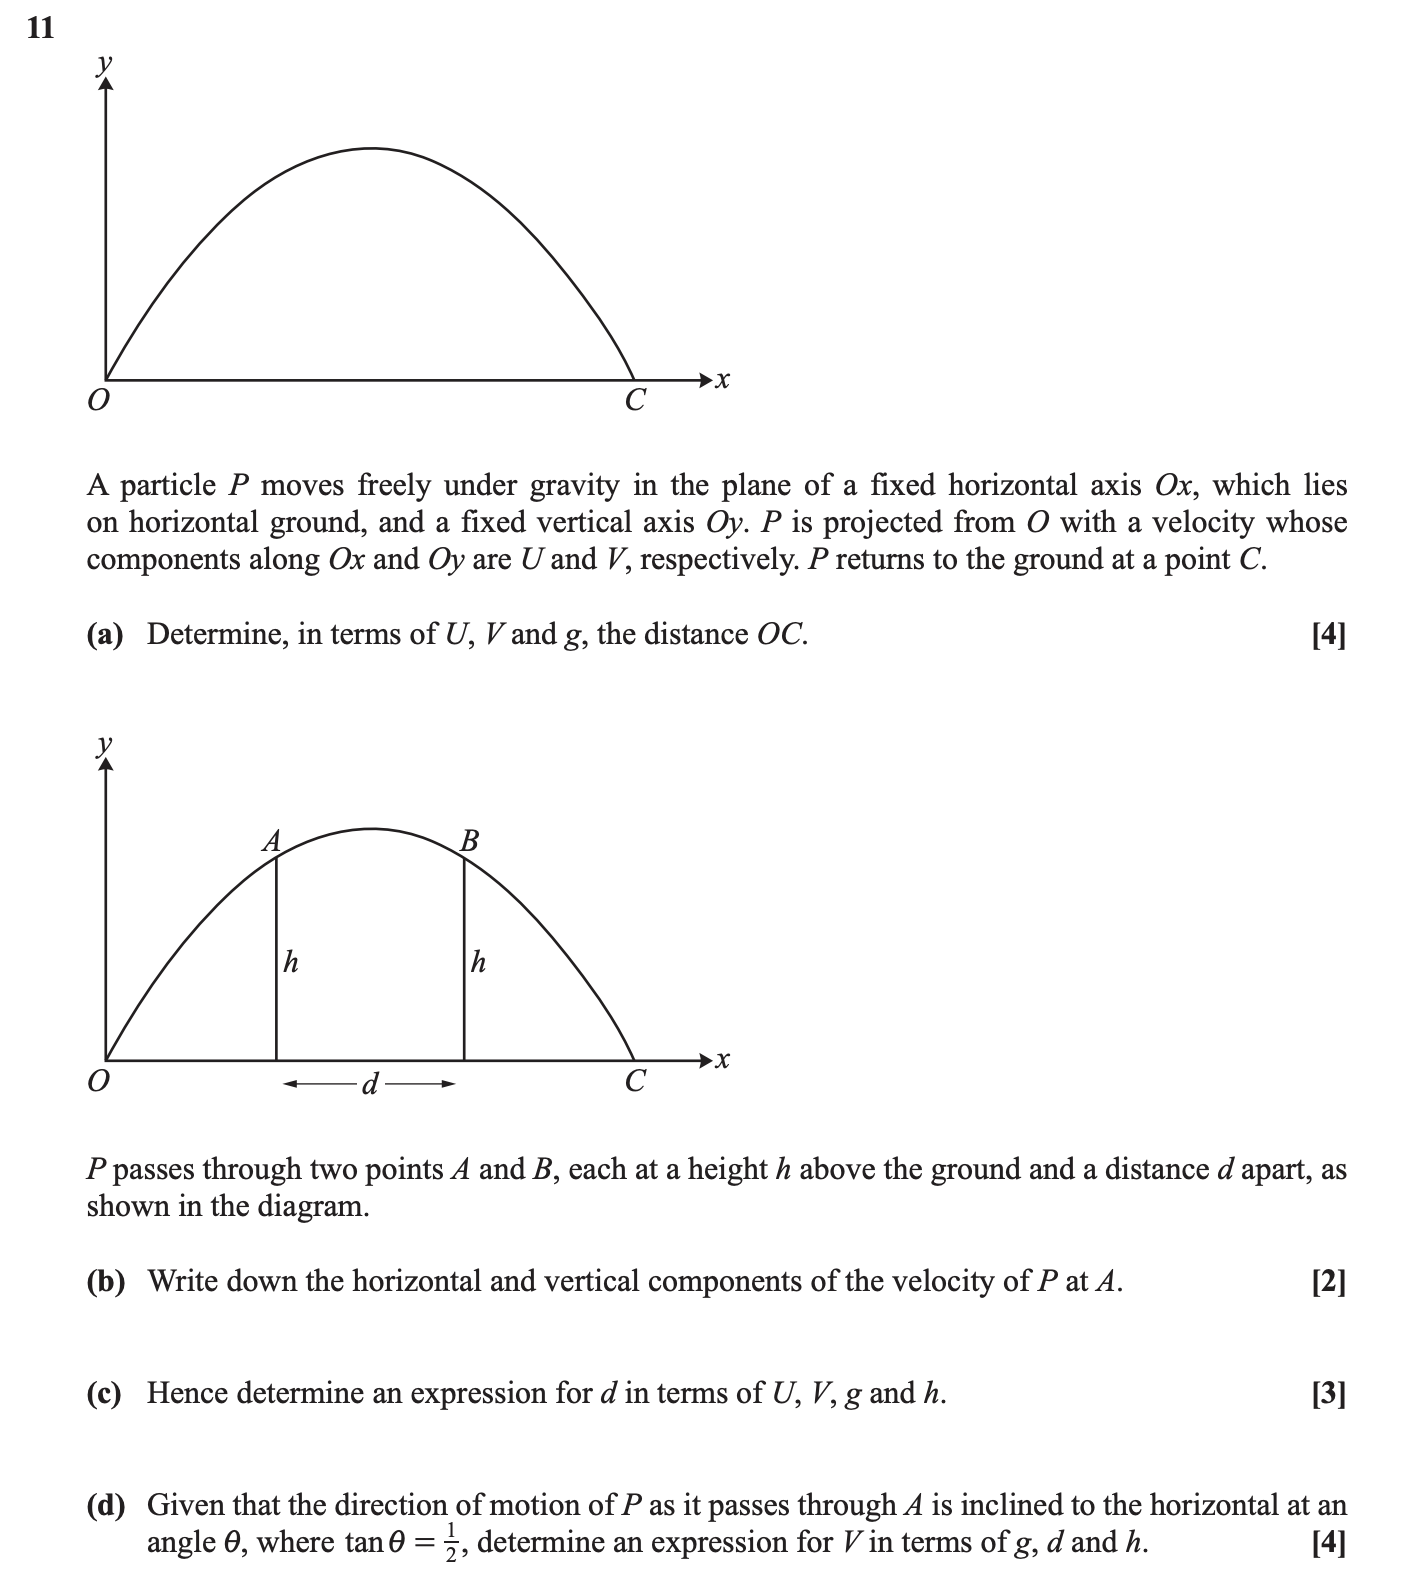 11
y
O
C
x
A particle P moves freely under gravity in the plane of a fixed horizontal axis Ox, which lies
on horizontal ground, and a fixed vertical axis Oy. P is projected from O with a velocity whose
components along Ox and Oy are U and V, respectively. P returns to the ground at a point C.
(a) Determine, in terms of U, V and g, the distance OC. [4]
y
A
B
h
h
O
d
C
x
P passes through two points A and B, each at a height h above the ground and a distance d apart, as
shown in the diagram.
(b) Write down the horizontal and vertical components of the velocity of P at A. [2]
(c) Hence determine an expression for d in terms of U, V, g and h. [3]
(d) Given that the direction of motion of P as it passes through A is inclined to the horizontal at an
angle θ, where tan θ = 1/2, determine an expression for V in terms of g, d and h. [4]